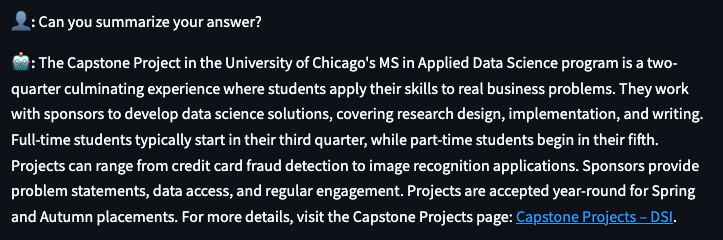 : Can you summarize your answer?
: The Capstone Project in the University of Chicago's MS in Applied Data Science program is a two-
quarter culminating experience where students apply their skills to real business problems. They work
with sponsors to develop data science solutions, covering research design, implementation, and writing.
Full-time students typically start in their third quarter, while part-time students begin in their fifth.
Projects can range from credit card fraud detection to image recognition applications. Sponsors provide
problem statements, data access, and regular engagement. Projects are accepted year-round for Spring
and Autumn placements. For more details, visit the Capstone Projects page: Capstone Projects – DSI.